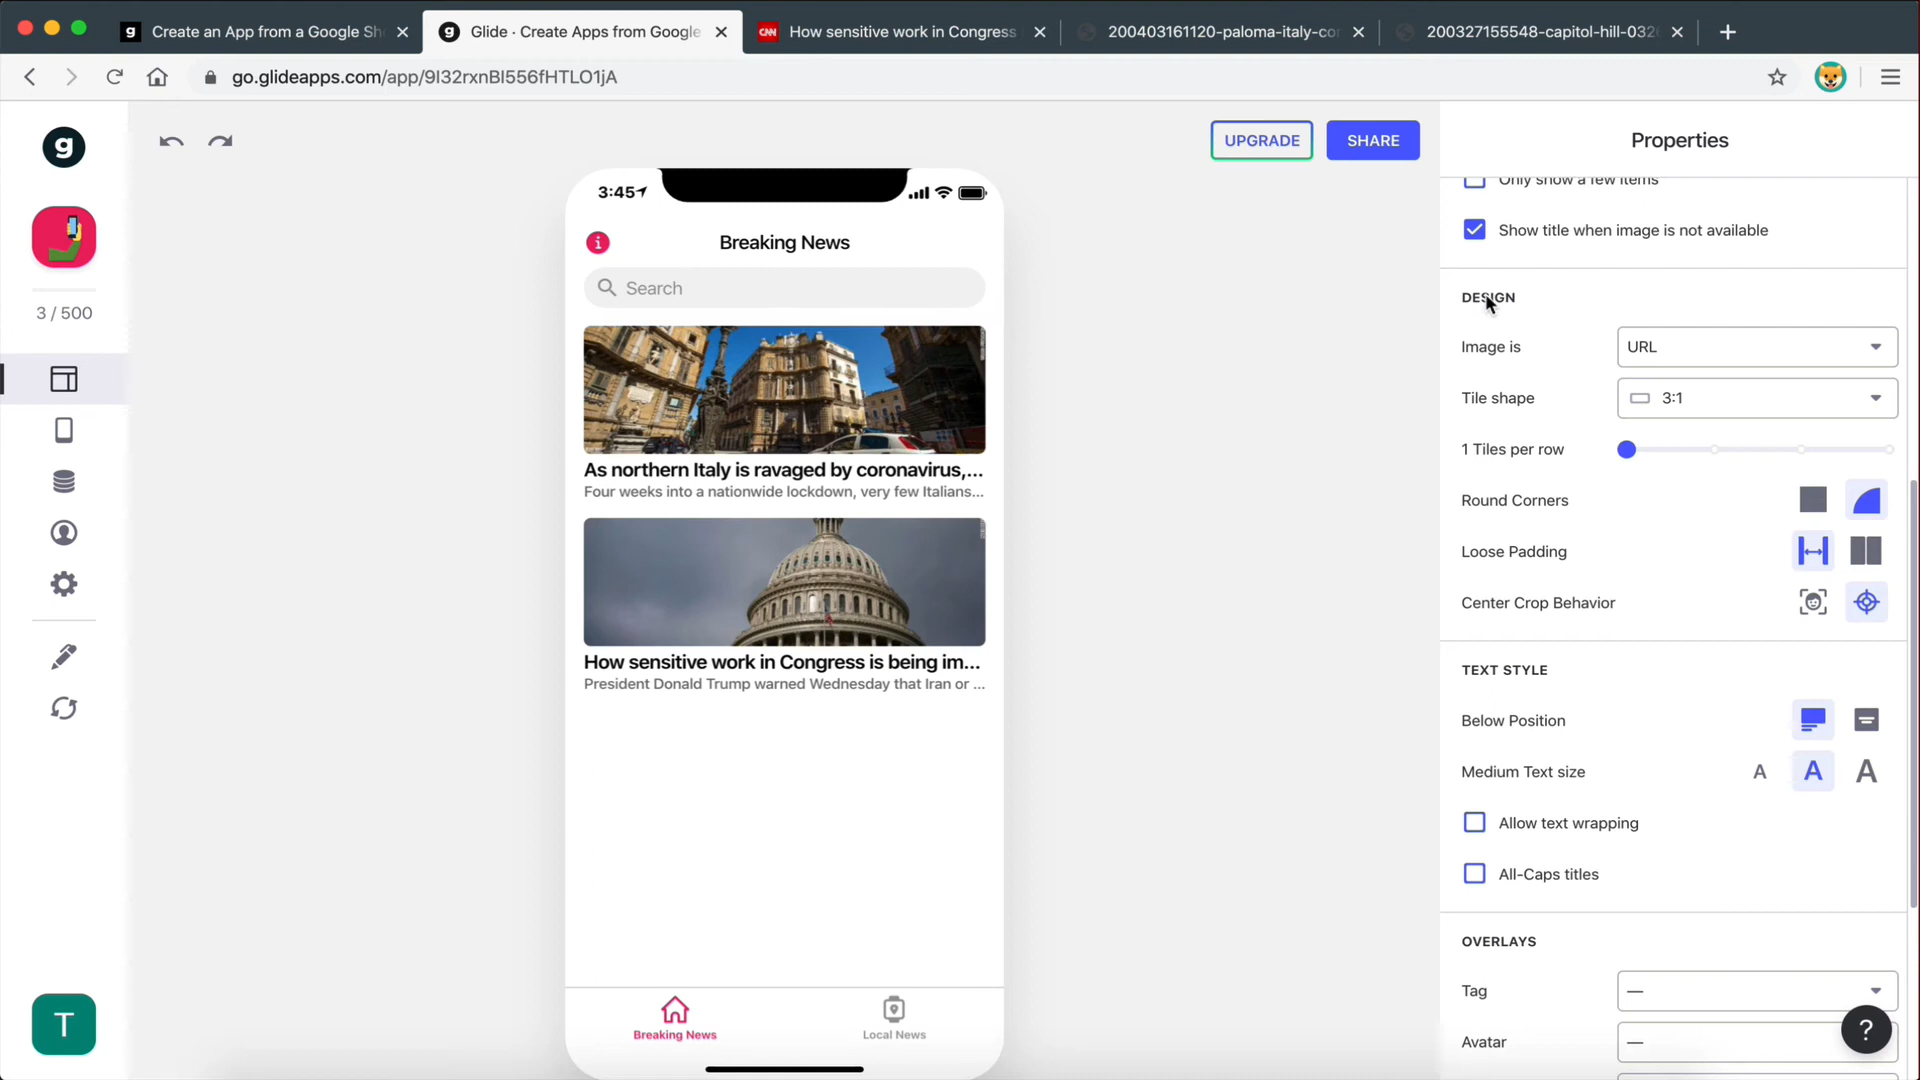 g Create an App from a Google Sh
g Glide · Create Apps from Google
CNN How sensitive work in Congress
200403161120-paloma-italy-cor
200327155548-capitol-hill-032
go.glideapps.com/app/9I32rxnBI556fHTLO1jA
g
3 / 500
T
UPGRADE
SHARE
3:45
i
Breaking News
Search
As northern Italy is ravaged by coronavirus,...
Four weeks into a nationwide lockdown, very few Italians...
How sensitive work in Congress is being im...
President Donald Trump warned Wednesday that Iran or ...
Breaking News
Local News
Properties
Only show a few items
Show title when image is not available
DESIGN
Image is
URL
Tile shape
3:1
1 Tiles per row
Round Corners
Loose Padding
Center Crop Behavior
TEXT STYLE
Below Position
Medium Text size
A A A
Allow text wrapping
All-Caps titles
OVERLAYS
Tag
—
Avatar
—
?